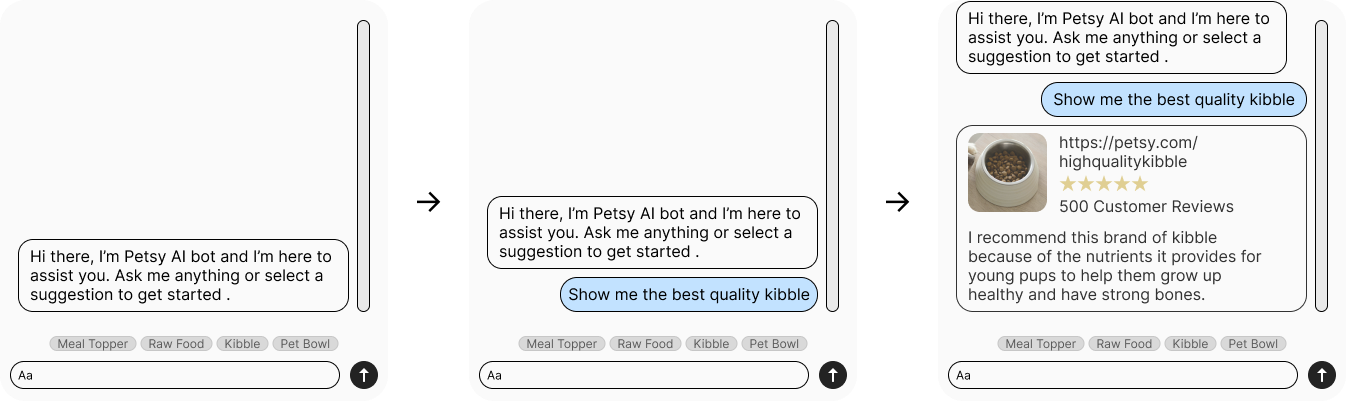 Hi there, I’m Petsy AI bot and I’m here to
assist you. Ask me anything or select a
suggestion to get started .
Meal Topper
Raw Food
Kibble
Pet Bowl
Aa
Hi there, I’m Petsy AI bot and I’m here to
assist you. Ask me anything or select a
suggestion to get started .
Show me the best quality kibble
Meal Topper
Raw Food
Kibble
Pet Bowl
Aa
Hi there, I’m Petsy AI bot and I’m here to
assist you. Ask me anything or select a
suggestion to get started .
Show me the best quality kibble
https://petsy.com/
highqualitykibble
500 Customer Reviews
I recommend this brand of kibble
because of the nutrients it provides for
young pups to help them grow up
healthy and have strong bones.
Meal Topper
Raw Food
Kibble
Pet Bowl
Aa